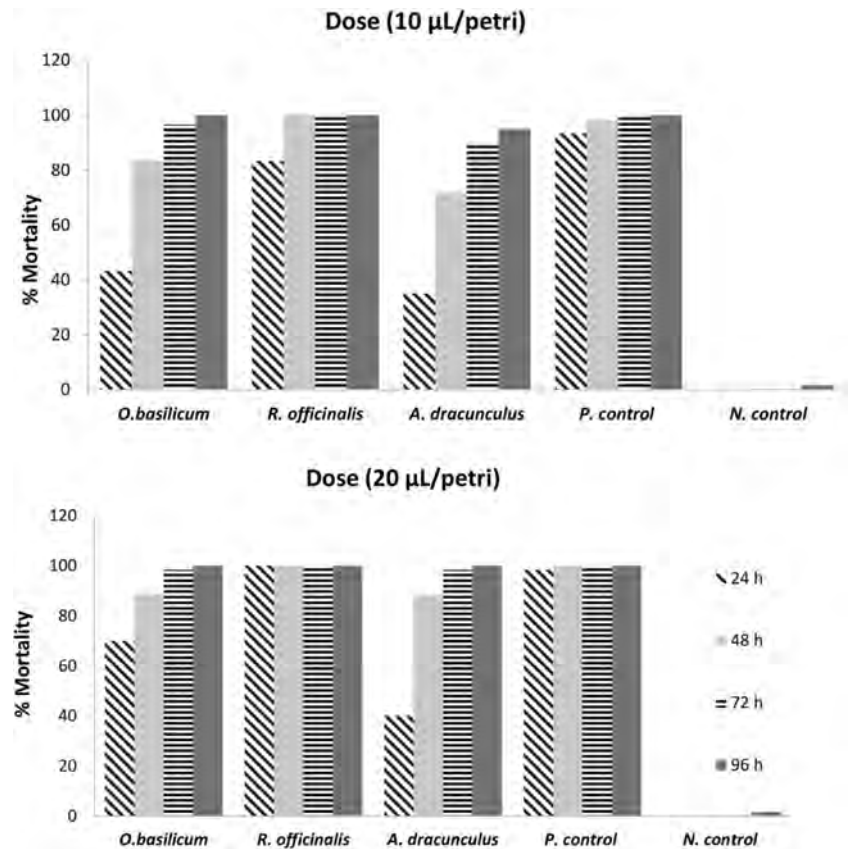 Dose (10 µL/petri)
% Mortality
120
100
80
60
40
20
0
O.basilicum R. officinalis A. dracunculus P. control N. control
Dose (20 µL/petri)
% Mortality
120
100
80
60
40
20
0
24 h
48 h
72 h
96 h
O.basilicum R. officinalis A. dracunculus P. control N. control